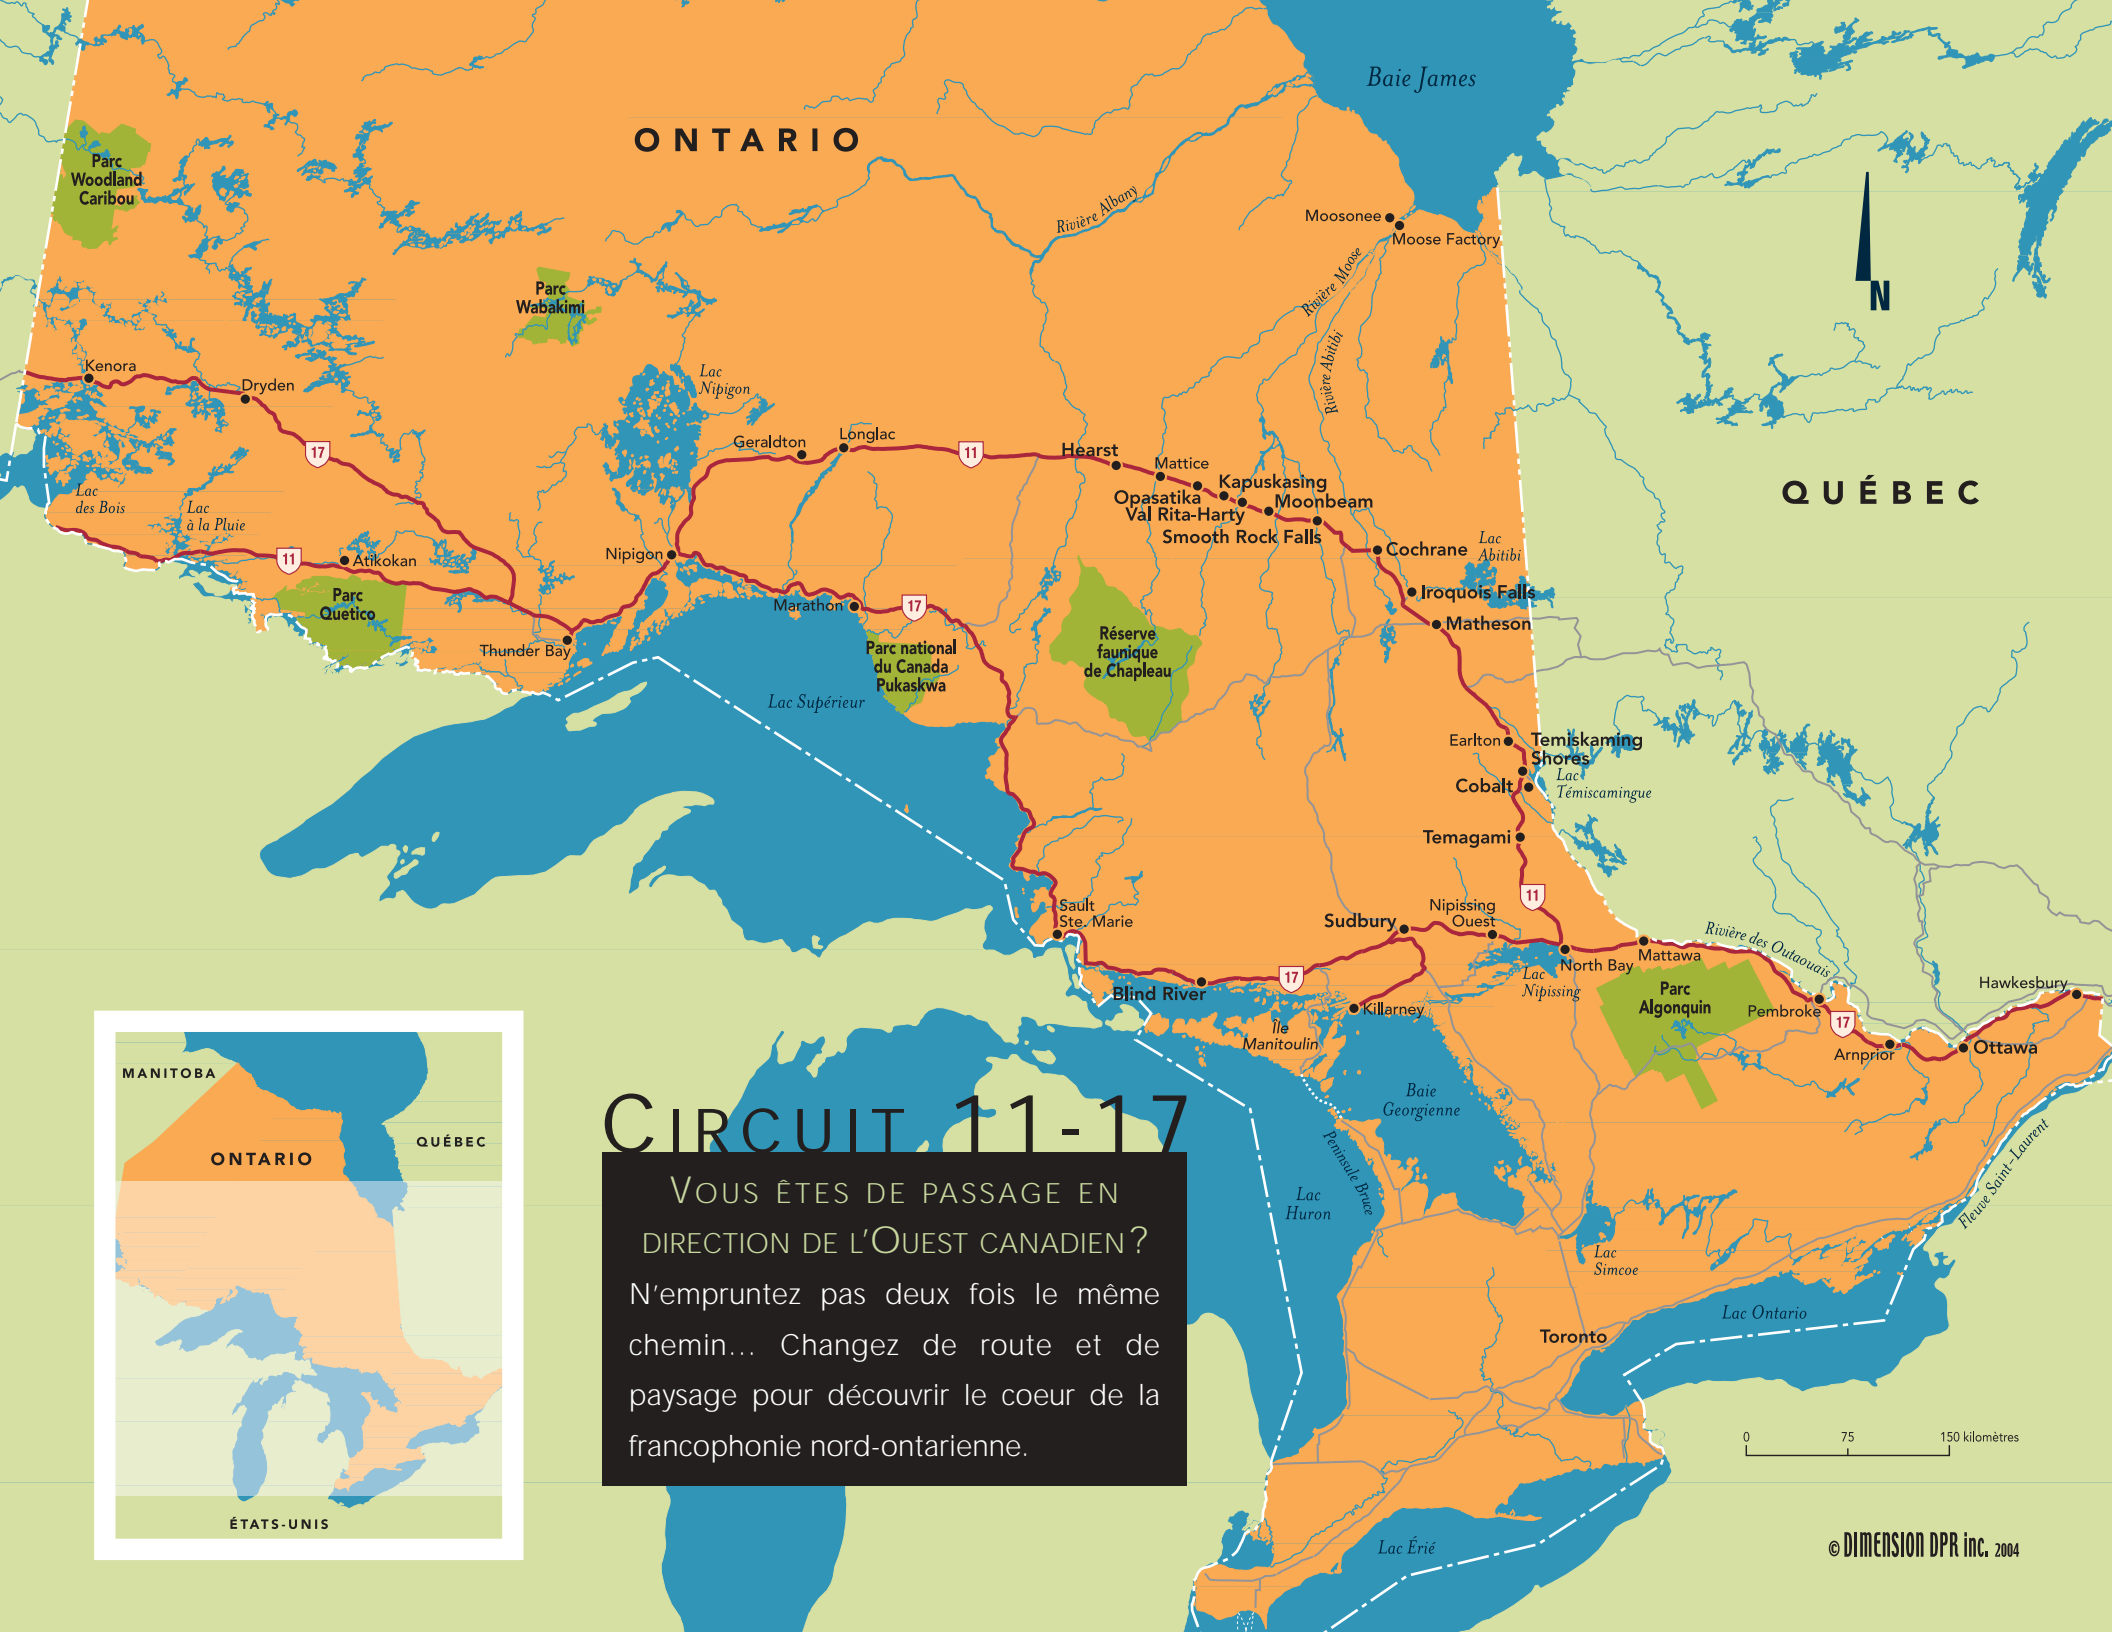 Baie James
ONTARIO
Parc
Woodland
Caribou
Rivière Albany
Moosonee
Moose Factory
Rivière Moose
N
Parc
Wabakimi
Rivière Abitibi
Kenora
Dryden
Lac
Nipigon
17
Geraldton
Longlac
11
Hearst
Mattice
Kapuskasing
Opasatika
Moonbeam
Val Rita-Harty
Smooth Rock Falls
QUÉBEC
Lac
des Bois
Lac
à la Pluie
11
Atikokan
Nipigon
Cochrane
Lac
Abitibi
Iroquois Falls
Parc
Quetico
Marathon
17
Matheson
Thunder Bay
Parc national
du Canada
Pukaskwa
Réserve
faunique
de Chapleau
Lac Supérieur
Earlton
Temiskaming
Shores
Cobalt
Lac
Témiscamingue
Temagami
11
Sault
Ste. Marie
Sudbury
Nipissing
Ouest
North Bay
Mattawa
Rivière des Outaouais
Lac
Nipissing
17
Blind River
Killarney
Île
Manitoulin
Parc
Algonquin
Pembroke
17
Arnprior
Ottawa
Hawkesbury
Baie
Georgienne
Péninsule Bruce
Lac
Huron
Fleuve Saint-Laurent
Lac
Simcoe
Lac Ontario
Toronto
Lac Érié
MANITOBA
ONTARIO
QUÉBEC
ÉTATS-UNIS
CIRCUIT 11-17
VOUS ÊTES DE PASSAGE EN
DIRECTION DE L'OUEST CANADIEN?
N'empruntez pas deux fois le même
chemin... Changez de route et de
paysage pour découvrir le coeur de la
francophonie nord-ontarienne.
0 75 150 kilomètres
© DIMENSION DPR inc. 2004